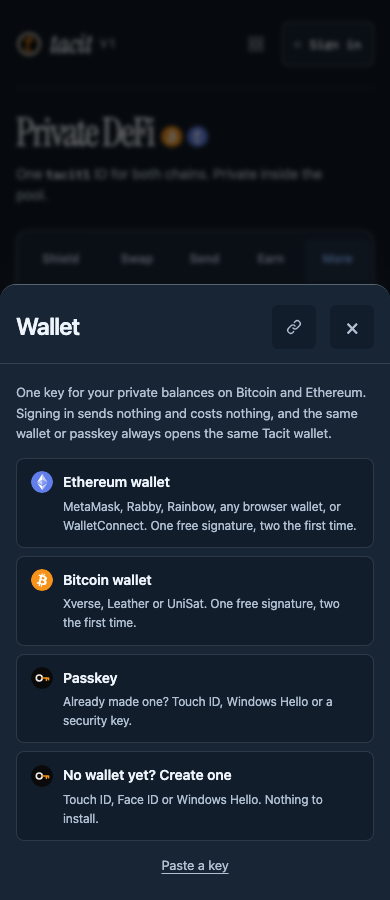 tacit V1
Sign in
Private DeFi
One tacit1 ID for both chains. Private inside the
pool.
Shield Swap Send Earn More
Wallet
One key for your private balances on Bitcoin and Ethereum.
Signing in sends nothing and costs nothing, and the same
wallet or passkey always opens the same Tacit wallet.
Ethereum wallet
MetaMask, Rabby, Rainbow, any browser wallet, or
WalletConnect. One free signature, two the first time.
Bitcoin wallet
Xverse, Leather or UniSat. One free signature, two
the first time.
Passkey
Already made one? Touch ID, Windows Hello or a
security key.
No wallet yet? Create one
Touch ID, Face ID or Windows Hello. Nothing to
install.
Paste a key